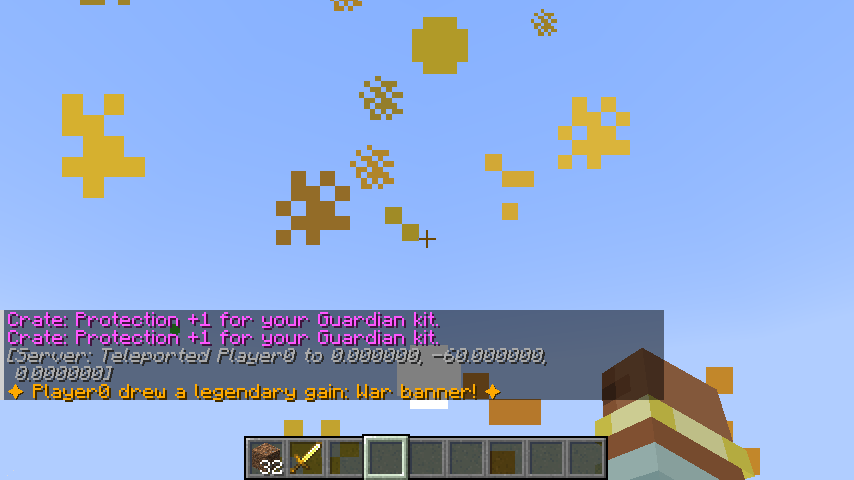 Crate: Protection +1 for your Guardian kit.
Crate: Protection +1 for your Guardian kit.
[Server: Teleported Player0 to 0.000000, -60.000000,
0.000000]
✦ Player0 drew a legendary gain: War banner! ✦
32